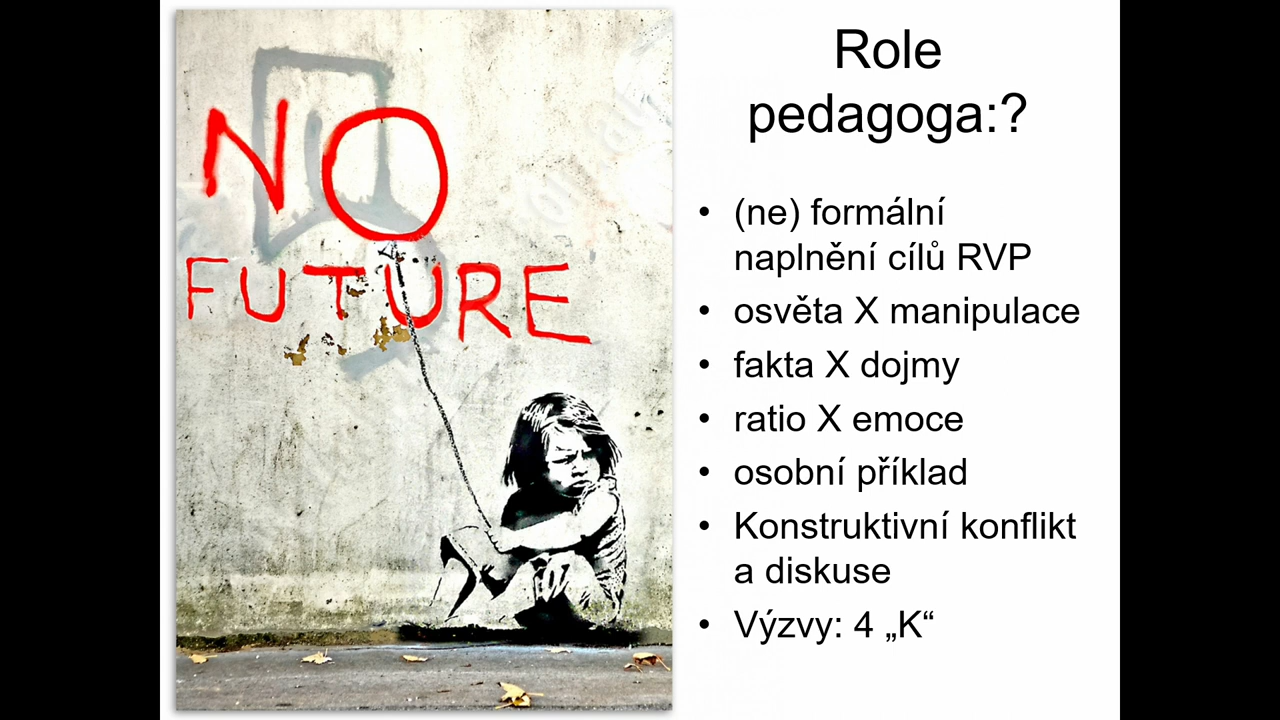 NO
FUTURE
Role
pedagoga:?
• (ne) formální
naplnění cílů RVP
• osvěta X manipulace
• fakta X dojmy
• ratio X emoce
• osobní příklad
• Konstruktivní konflikt
a diskuse
• Výzvy: 4 „K“